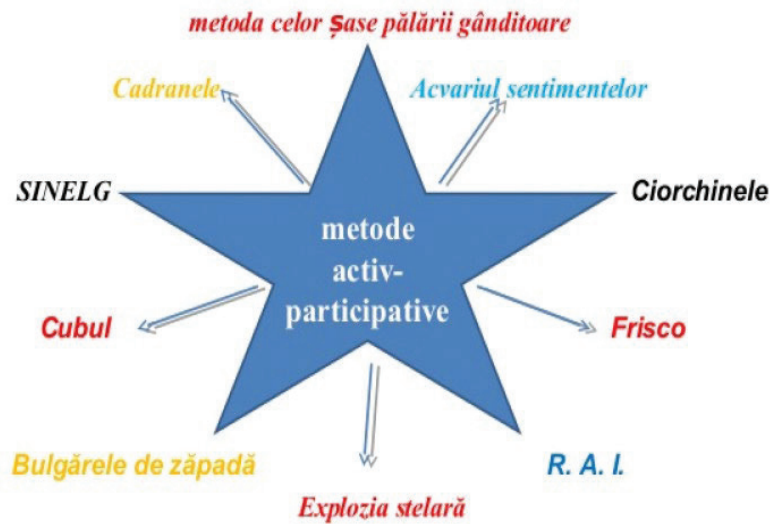 metoda celor șase pălării gânditoare
Cadranele
Acvariul sentimentelor
SINELG
Ciorchinele
metode
activ-
participative
Cubul
Frisco
Bulgărele de zăpadă
R. A. I.
Explozia stelară